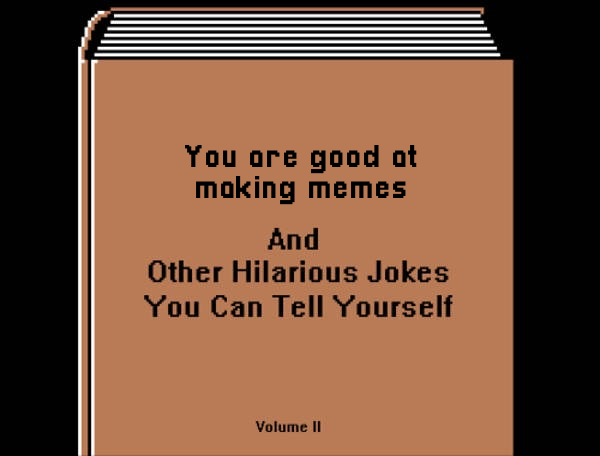 You are good at
making memes
And
Other Hilarious Jokes
You Can Tell Yourself
Volume II